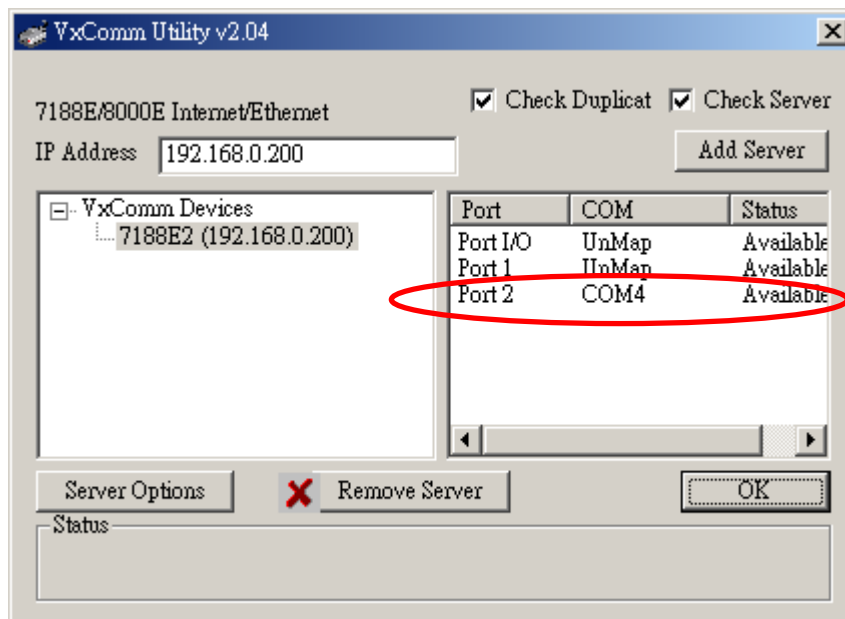 VxComm Utility v2.04
Check Duplicat Check Server
7188E/8000E Internet/Ethernet
IP Address 192.168.0.200 Add Server
VxComm Devices
7188E2 (192.168.0.200)
Port COM Status
Port I/O UnMap Available
Port 1 UnMap Available
Port 2 COM4 Available
Server Options Remove Server OK
Status